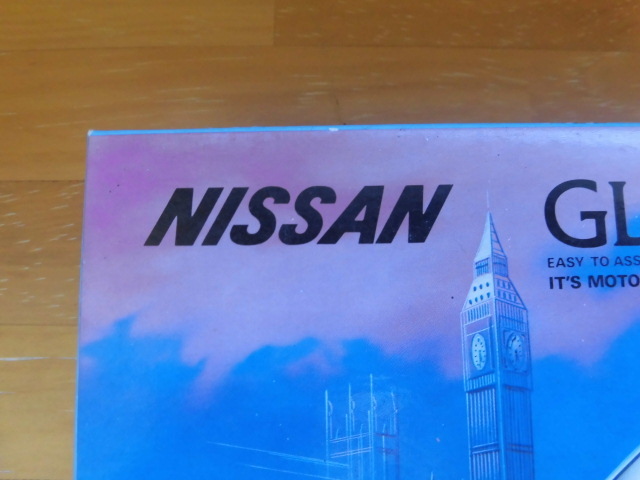 NISSAN
GL
EASY TO ASS
IT'S MOTO